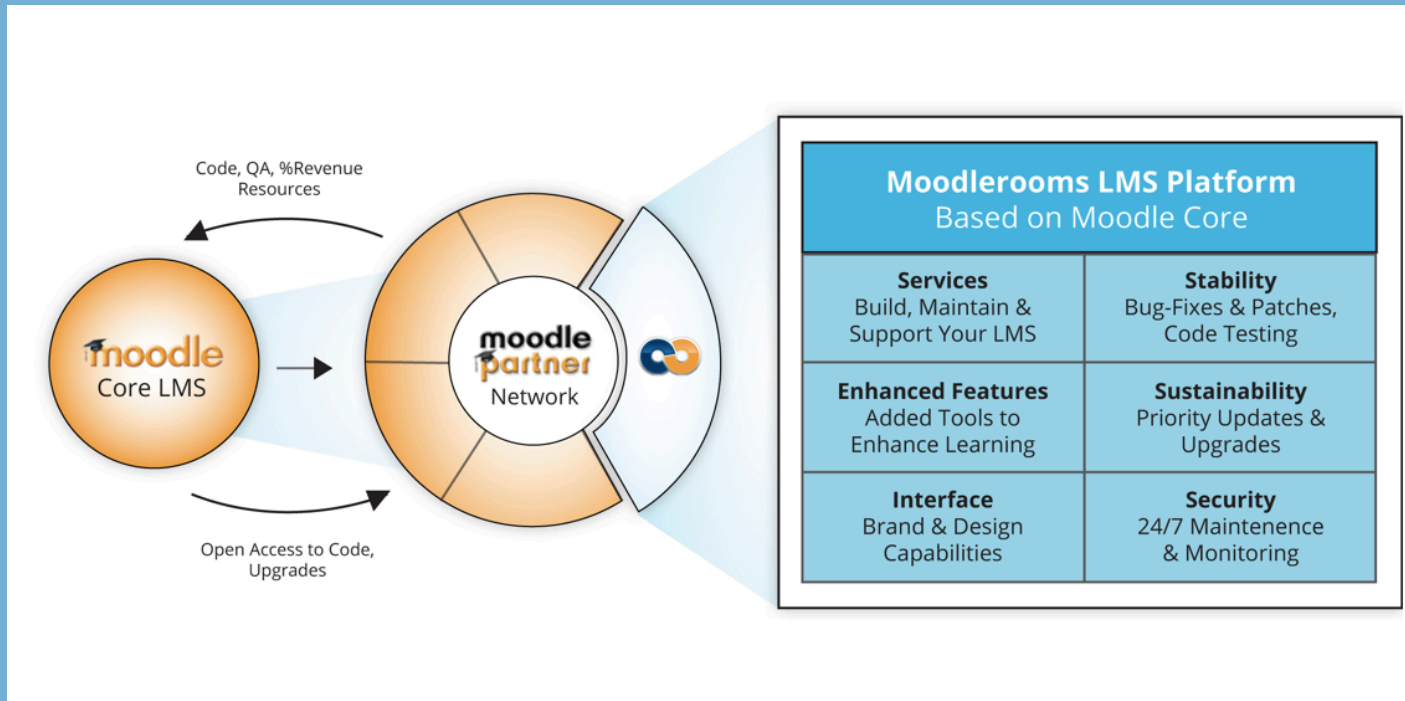 Code, QA, %Revenue
Resources
moodle
Core LMS
Open Access to Code,
Upgrades
moodle
partner
Network
Moodlerooms LMS Platform
Based on Moodle Core
Services
Build, Maintain &
Support Your LMS
Stability
Bug-Fixes & Patches,
Code Testing
Enhanced Features
Added Tools to
Enhance Learning
Sustainability
Priority Updates &
Upgrades
Interface
Brand & Design
Capabilities
Security
24/7 Maintenence
& Monitoring